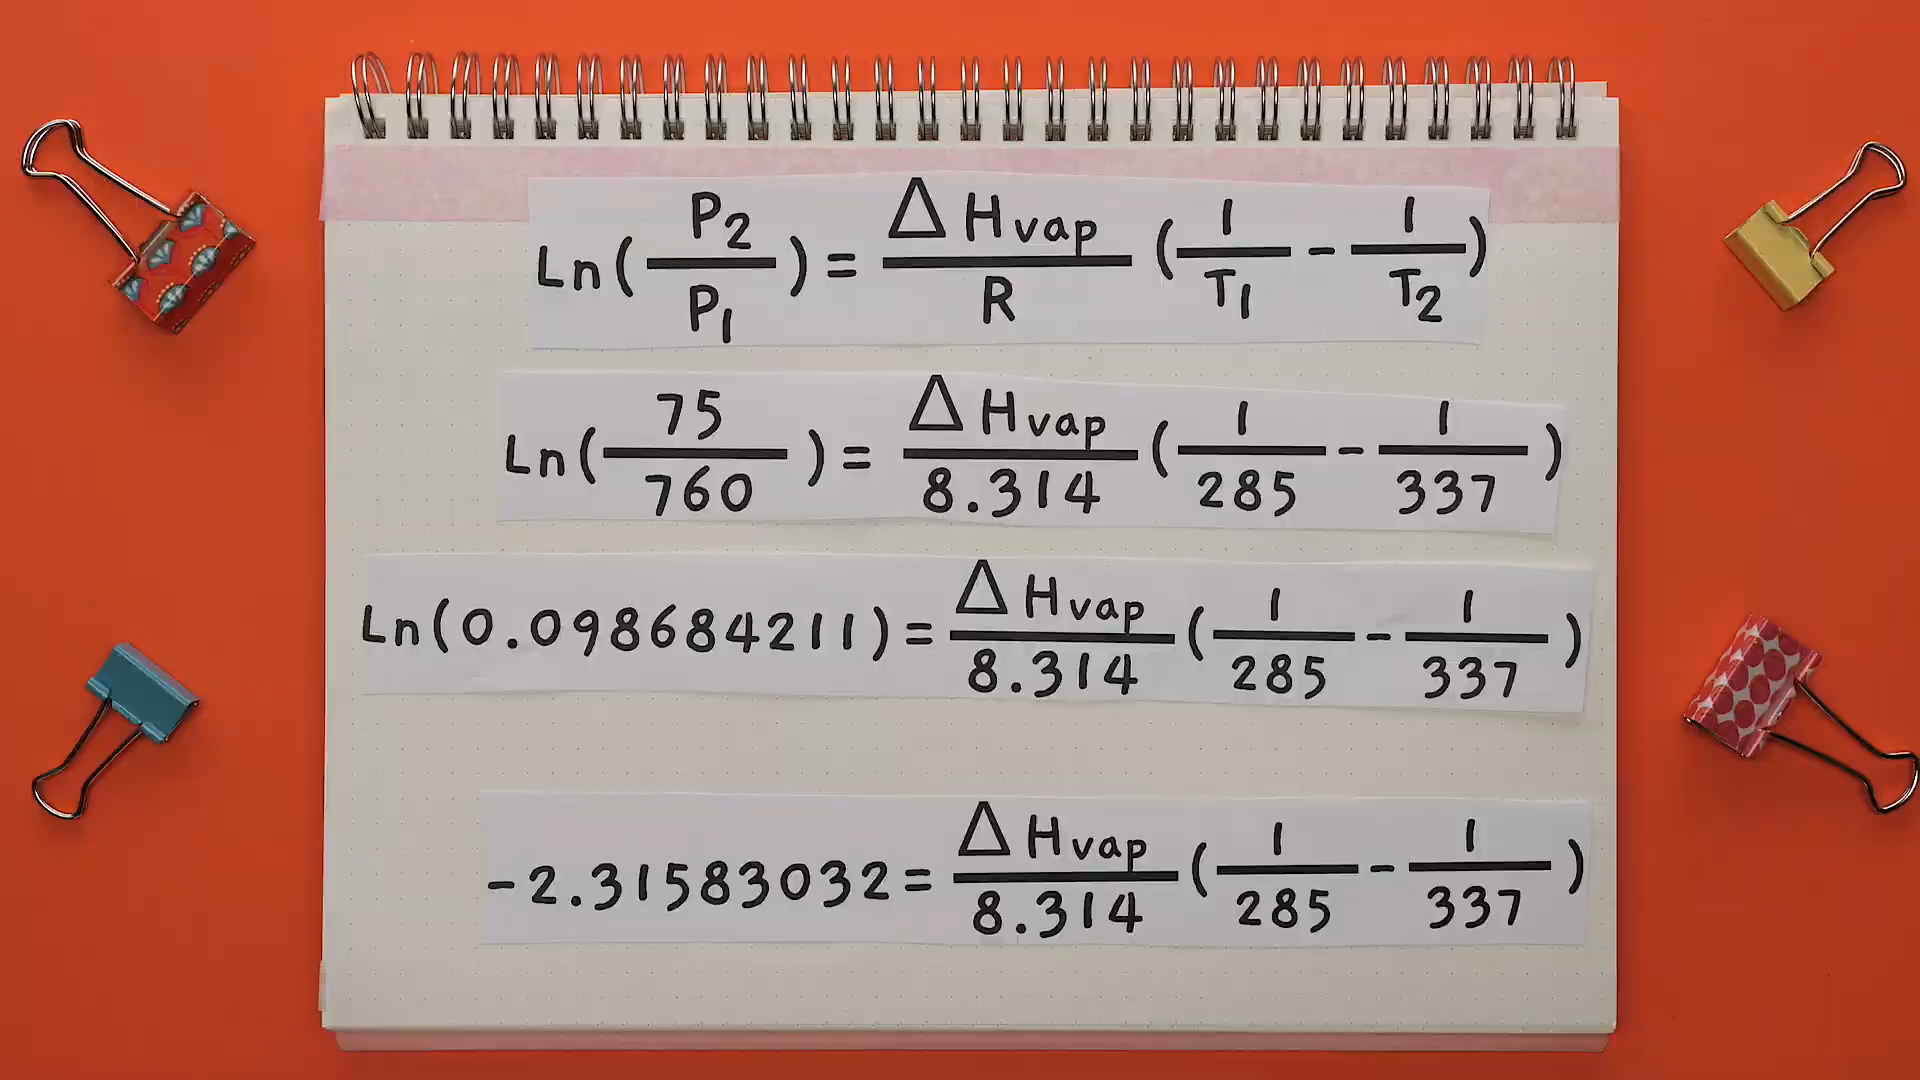 Ln(P2/P1) = ΔHvap/R (1/T1 - 1/T2)
Ln(75/760) = ΔHvap/8.314 (1/285 - 1/337)
Ln(0.098684211) = ΔHvap/8.314 (1/285 - 1/337)
-2.31583032 = ΔHvap/8.314 (1/285 - 1/337)